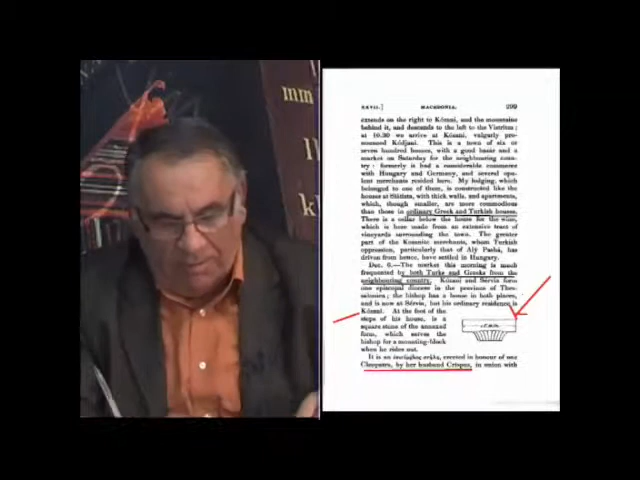 mm
k
XXVII.] MACEDONIA. 299
extends on the right to Kózani, and the mountains
behind it, and descends to the left to the Vistritza;
at 10.30 we arrive at Kózani, vulgarly pro-
nounced Kódjani. This is a town of six or
seven hundred houses, with a good bazár and a
market on Saturday for the neighbouring coun-
try: formerly it had a considerable commerce
with Hungary and Germany, and several opu-
lent merchants resided here. My lodging, which
belonged to one of them, is constructed like the
houses at Siátista, with thick walls, and apartments,
which, though smaller, are more commodious
than those in ordinary Greek and Turkish houses.
There is a cellar below the house for the wine,
which is here made from an extensive tract of
vineyards surrounding the town. The greater
part of the Kozanite merchants, whom Turkish
oppression, particularly that of Aly Pashá, has
driven from hence, have settled in Hungary.
Dec. 6.—The market this morning is much
frequented by both Turks and Greeks from the
neighbouring country. Kózani and Sérvia form
one episcopal diocese in the province of Thes-
salonica; the bishop has a house in both places,
and is now at Sérvia, but his ordinary residence is
Kózani. At the foot of the
steps of his house, is a
square stone of the annexed
form, which serves the
bishop for a mounting-block
when he rides out.
It is an erected in honour of one
Cleopatra, by her husband Crispus, in union with